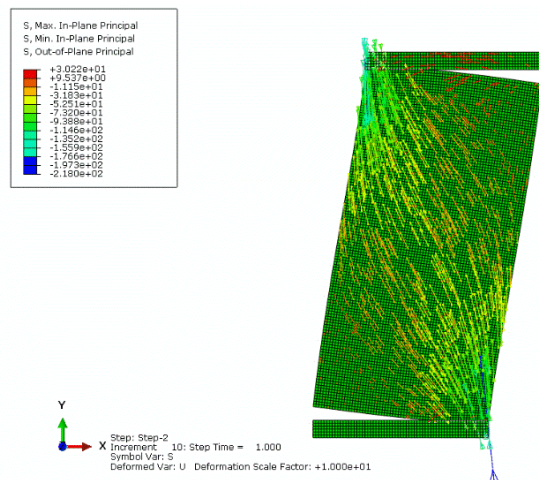 S, Max. In-Plane Principal
S, Min. In-Plane Principal
S, Out-of-Plane Principal
+3.022e+01
+9.537e+00
-1.115e+01
-3.183e+01
-5.251e+01
-7.320e+01
-9.388e+01
-1.146e+02
-1.352e+02
-1.559e+02
-1.766e+02
-1.973e+02
-2.180e+02
Y
X
Step: Step-2
Increment 10: Step Time = 1.000
Symbol Var: S
Deformed Var: U Deformation Scale Factor: +1.000e+01